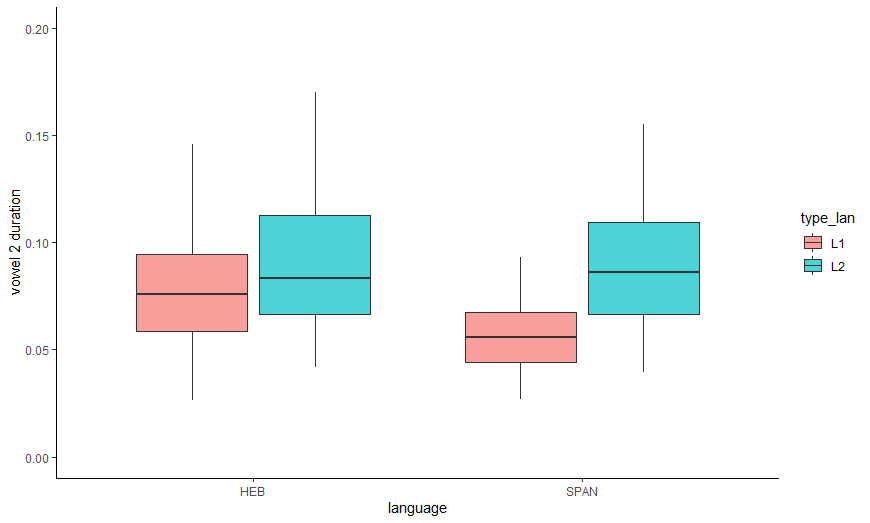 0.20
0.15
0.10
0.05
0.00
vowel 2 duration
HEB
SPAN
language
type_lan
L1
L2